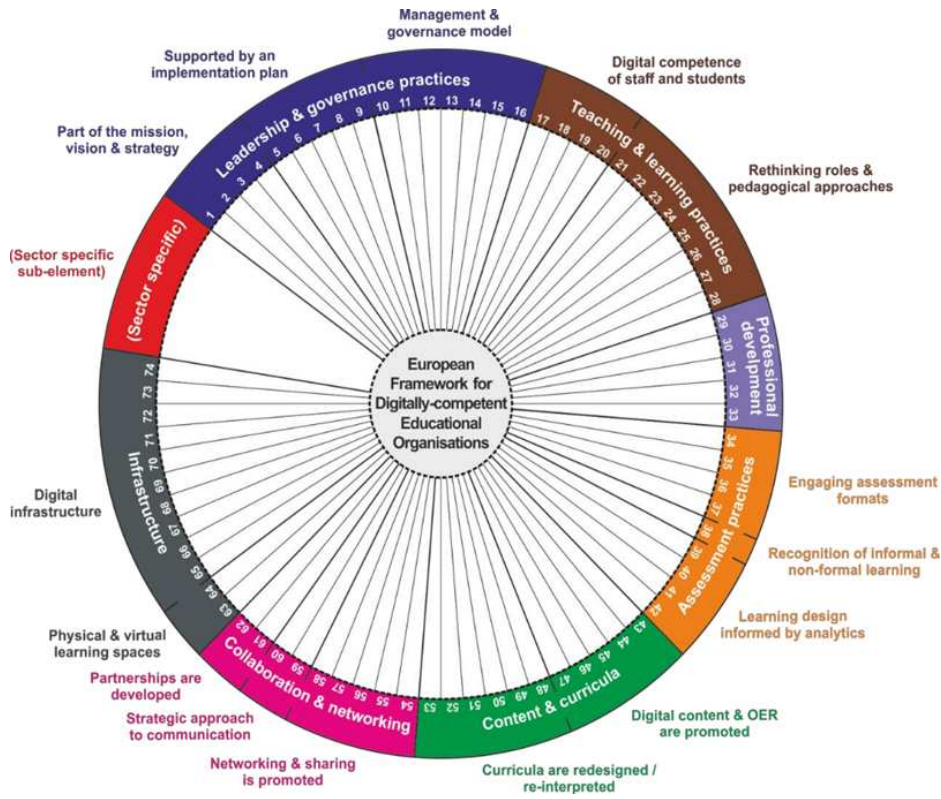 Management &
governance model
Supported by an
implementation plan
Part of the mission,
vision & strategy
Leadership & governance practices
1 2 3 4 5 6 7 8 9 10 11 12 13 14 15 16
Digital competence
of staff and students
Rethinking roles &
pedagogical approaches
Teaching & learning practices
17 18 19 20 21 22 23 24 25 26 27 28
Professional
develpment
29 30 31 32 33
Engaging assessment
formats
Recognition of informal &
non-formal learning
Learning design
informed by analytics
Assessment practices
34 35 36 37 38 39 40 41 42
Digital content & OER
are promoted
Curricula are redesigned /
re-interpreted
Content & curricula
43 44 45 46 47 48 49 50 51 52 53
Networking & sharing
is promoted
Strategic approach
to communication
Partnerships are
developed
Collaboration & networking
54 55 56 57 58 59 60 61 62
Physical & virtual
learning spaces
Digital
infrastructure
Infrastructure
63 64 65 66 67 68 69 70 71 72 73 74
(Sector specific
sub-element)
(Sector specific)
European
Framework for
Digitally-competent
Educational
Organisations